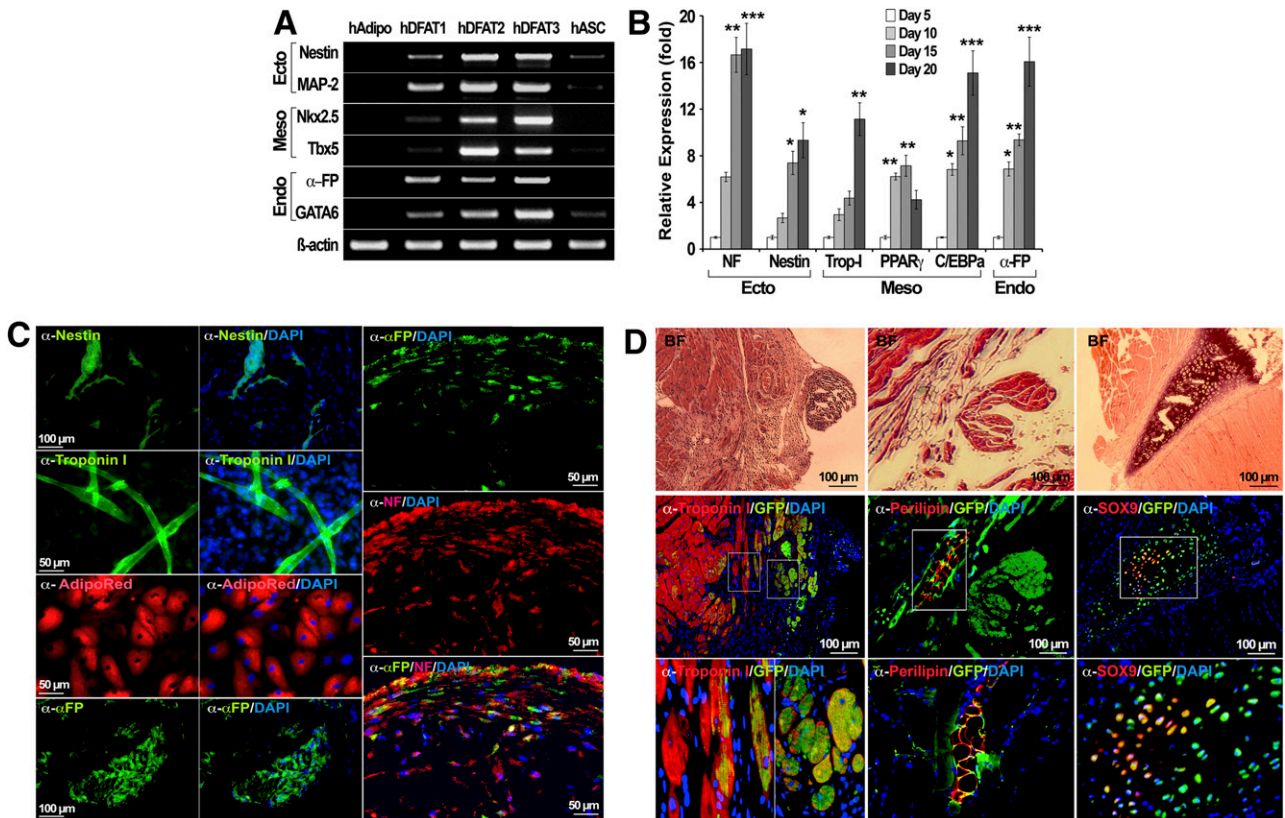 A
hAdipo hDFAT1 hDFAT2 hDFAT3 hASC
Ecto
Nestin
MAP-2
Meso
Nkx2.5
Tbx5
Endo
α–FP
GATA6
ß-actin
B
Relative Expression (fold)
20
16
12
8
4
0
Day 5
Day 10
Day 15
Day 20
** ***
* *
**
** **
* ** ***
* ** ***
NF Nestin Trop-I PPARγ C/EBPa α-FP
Ecto Meso Endo
C
α-Nestin
100 µm
α-Nestin/DAPI
α-αFP/DAPI
50 µm
α-Troponin I
50 µm
α-Troponin I/DAPI
α-NF/DAPI
50 µm
α-AdipoRed
50 µm
α-AdipoRed/DAPI
α-αFP
100 µm
α-αFP/DAPI
α-αFP/NF/DAPI
50 µm
D
BF
100 µm
BF
100 µm
BF
100 µm
α-Troponin I/GFP/DAPI
100 µm
α-Perilipin/GFP/DAPI
100 µm
α-SOX9/GFP/DAPI
100 µm
α-Troponin I/GFP/DAPI
α-Perilipin/GFP/DAPI
α-SOX9/GFP/DAPI